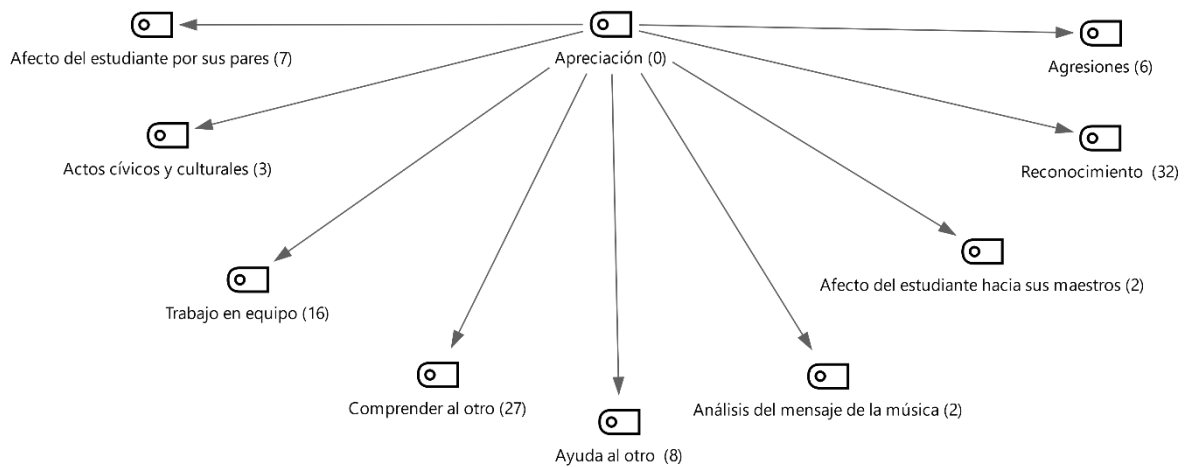 Afecto del estudiante por sus pares (7)
Apreciación (0)
Agresiones (6)
Actos cívicos y culturales (3)
Reconocimiento (32)
Afecto del estudiante hacia sus maestros (2)
Trabajo en equipo (16)
Comprender al otro (27)
Análisis del mensaje de la música (2)
Ayuda al otro (8)